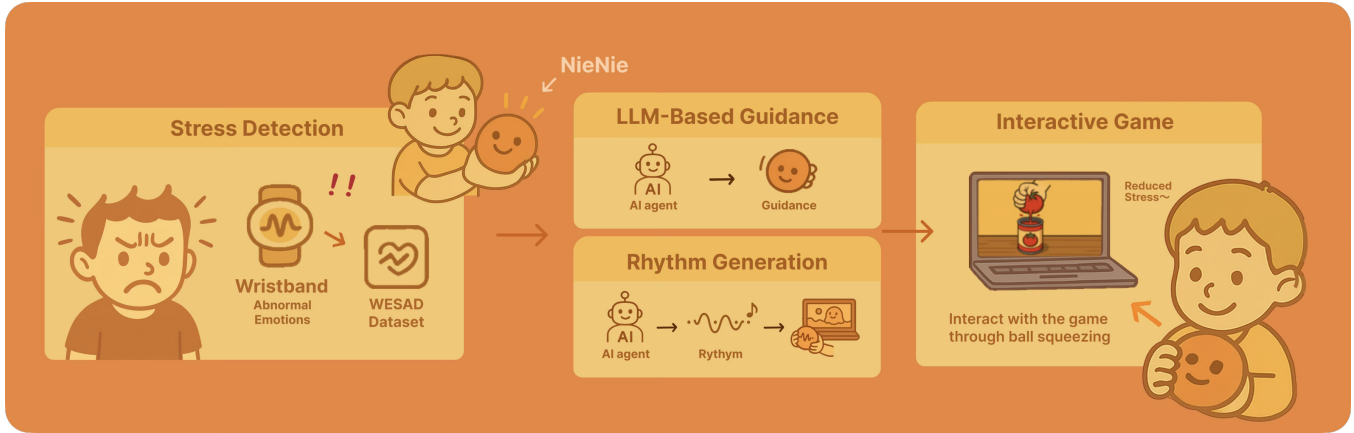 NieNie
Stress Detection
!!
Wristband
Abnormal
Emotions
WESAD
Dataset
LLM-Based Guidance
AI
AI agent
Guidance
Rhythm Generation
AI
AI agent
Rythym
Interactive Game
Reduced
Stress～
Interact with the game
through ball squeezing